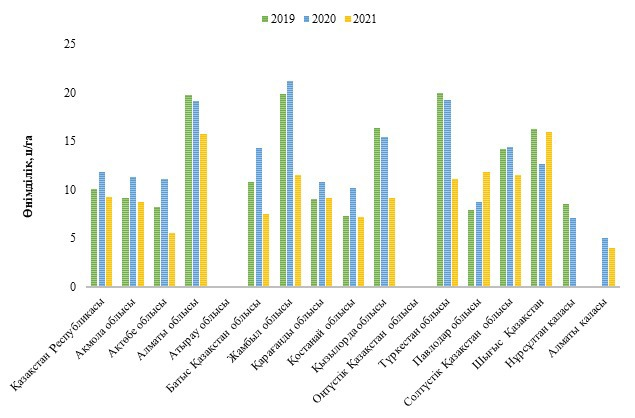 2019 2020 2021
25
20
15
10
5
0
Өнімділік, ц/га
Қазақстан Республикасы
Ақмола облысы
Ақтөбе облысы
Алматы облысы
Атырау облысы
Батыс Қазақстан облысы
Жамбыл облысы
Қарағанды облысы
Қостанай облысы
Қызылорда облысы
Оңтүстік Қазақстан облысы
Түркестан облысы
Павлодар облысы
Солтүстік Қазақстан облысы
Шығыс Қазақстан
Нұрсұлтан қаласы
Алматы қаласы